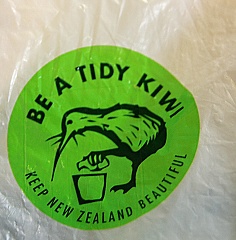 BE A TIDY KIWI
KEEP NEW ZEALAND BEAUTIFUL